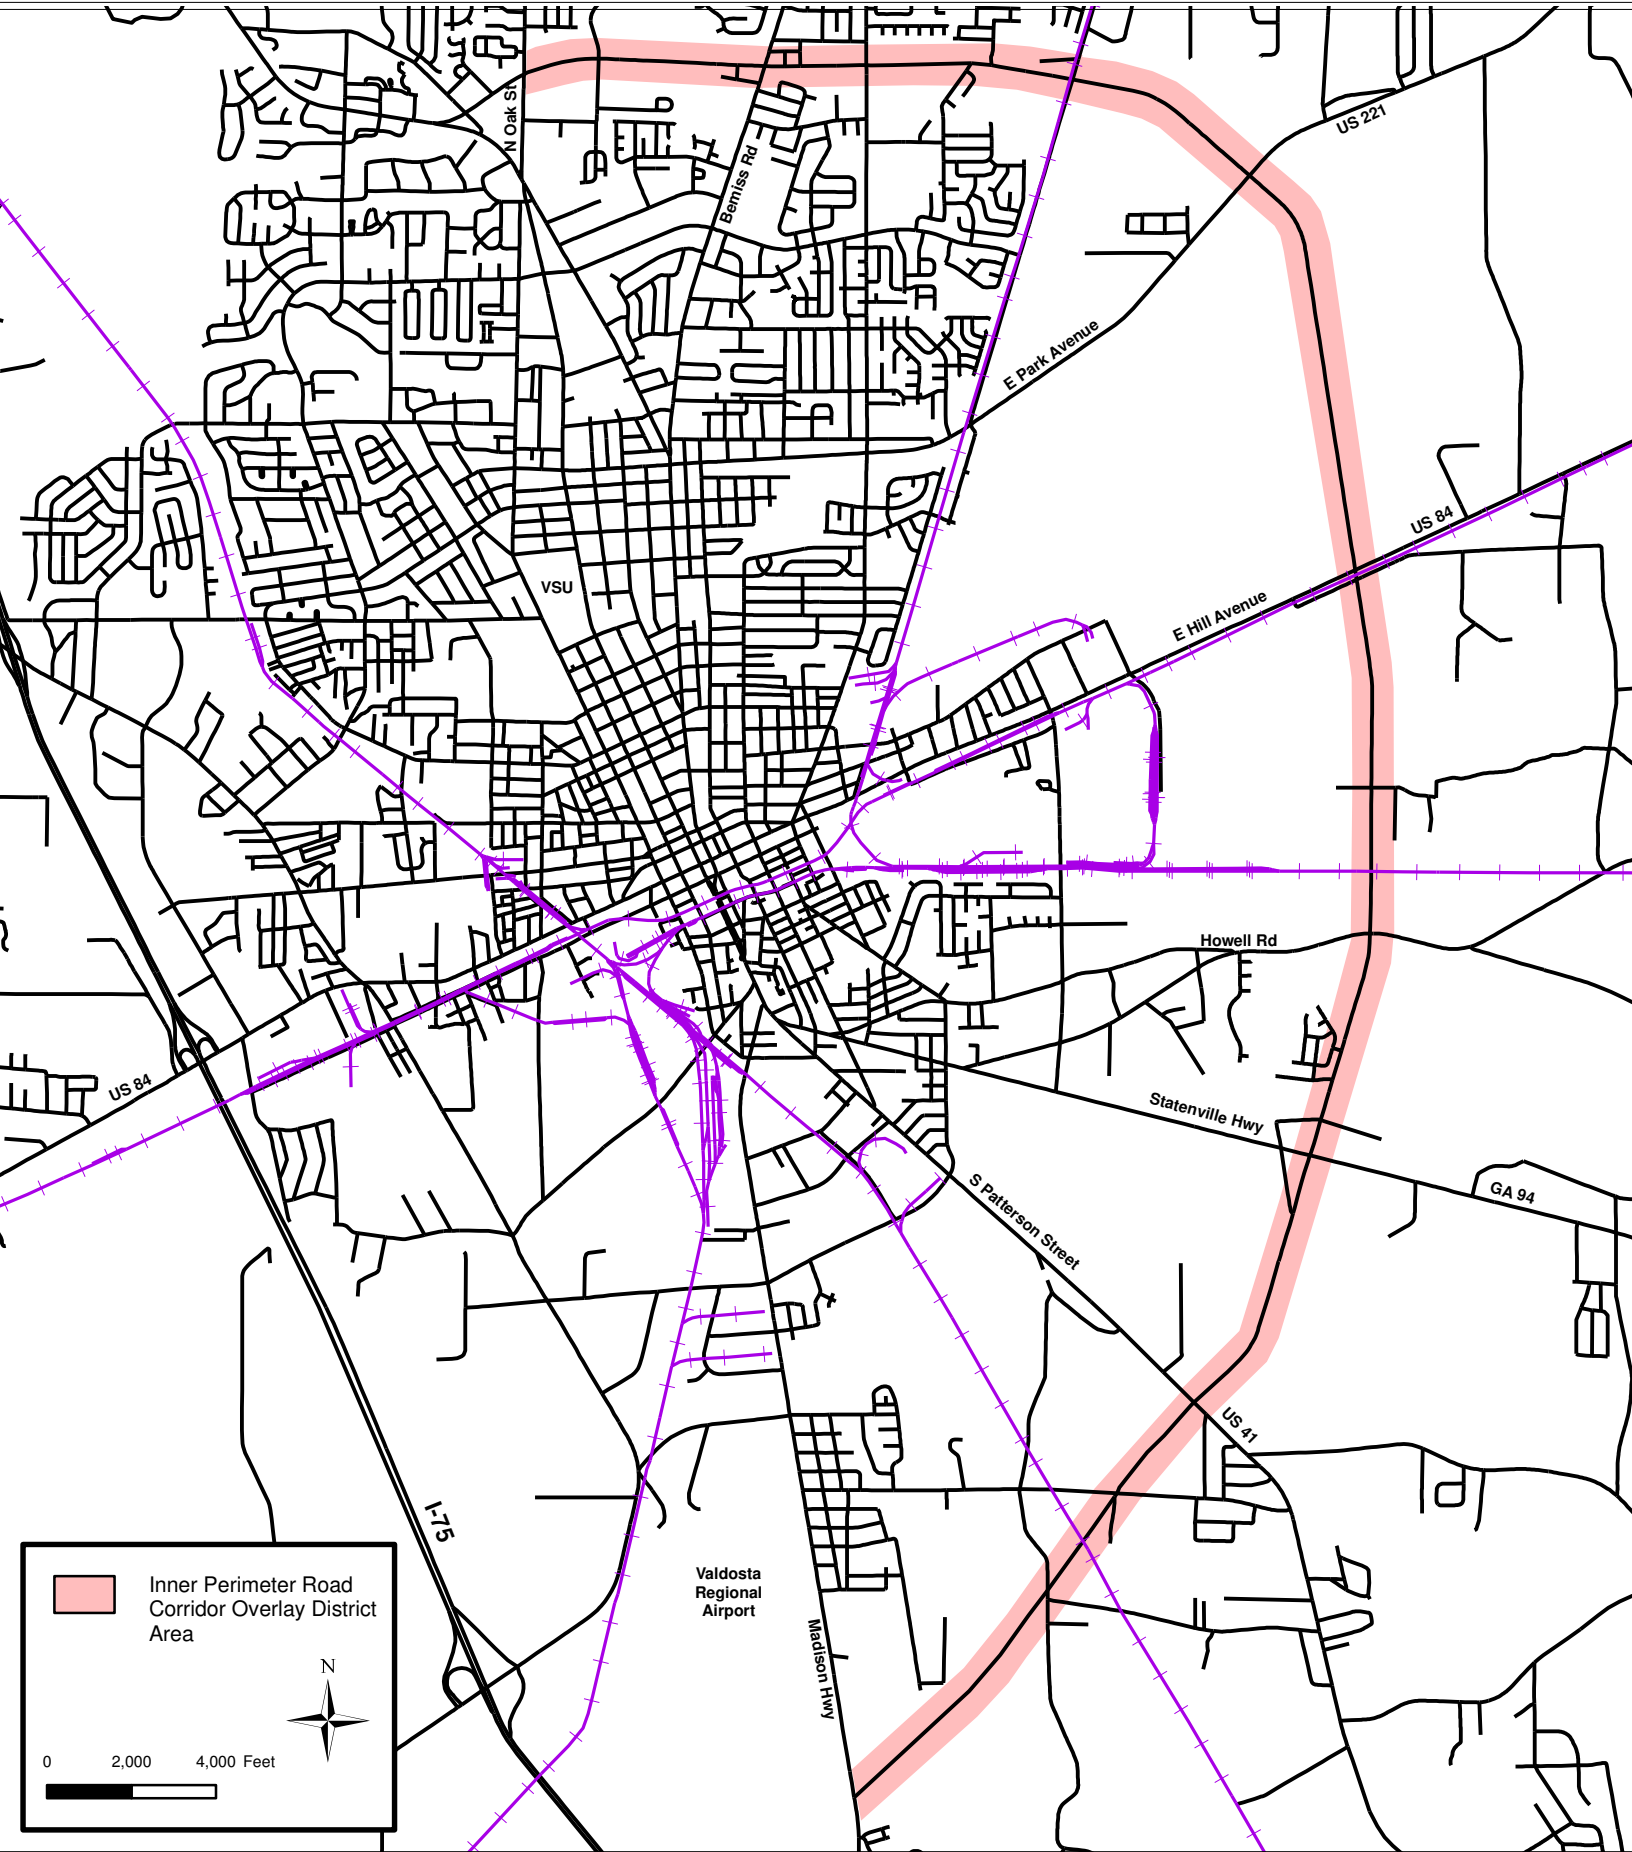 N Oak St
Bemiss Rd
US 221
E Park Avenue
US 84
VSU
E Hill Avenue
Howell Rd
US 84
Statenville Hwy
S Patterson Street
GA 94
US 41
I-75
Valdosta
Regional
Airport
Madison Hwy
Inner Perimeter Road
Corridor Overlay District
Area
N
0 2,000 4,000 Feet